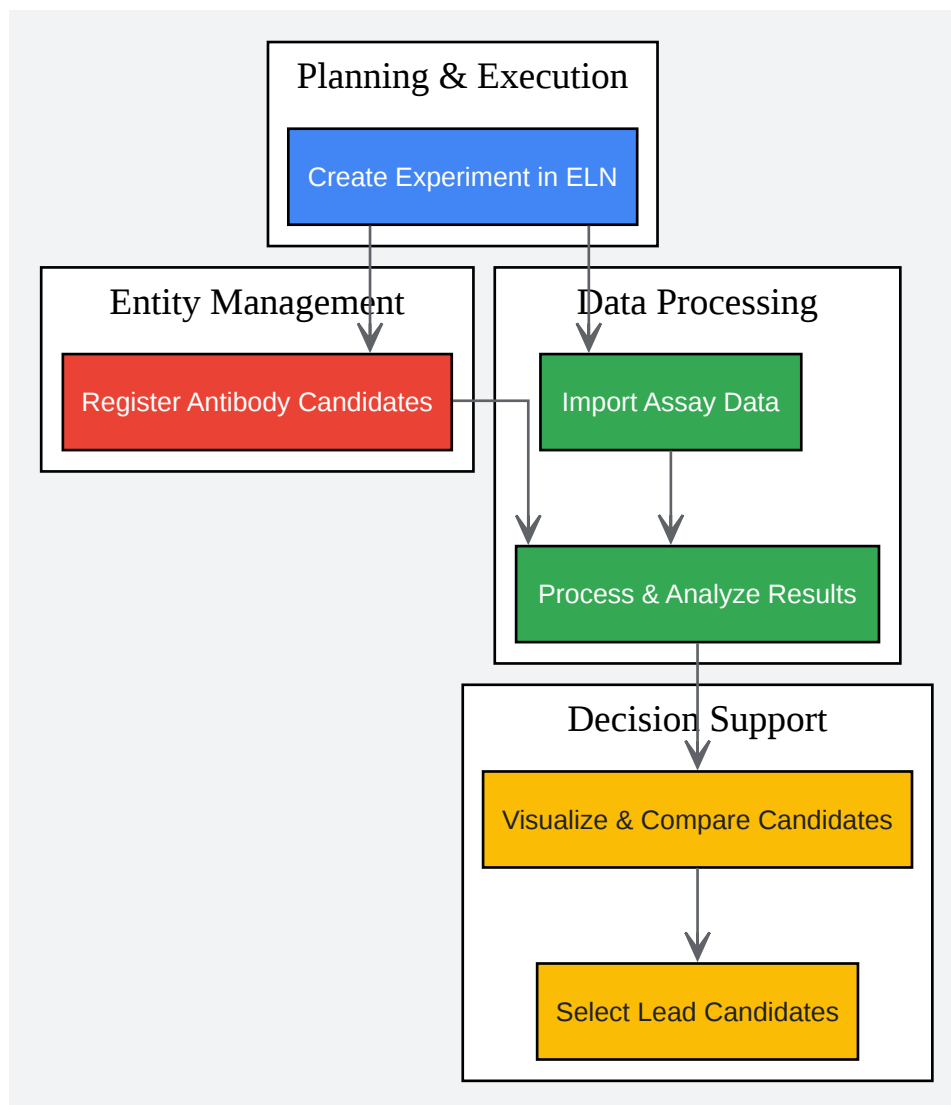 Planning & Execution
Create Experiment in ELN
Entity Management
Register Antibody Candidates
Data Processing
Import Assay Data
Process & Analyze Results
Decision Support
Visualize & Compare Candidates
Select Lead Candidates